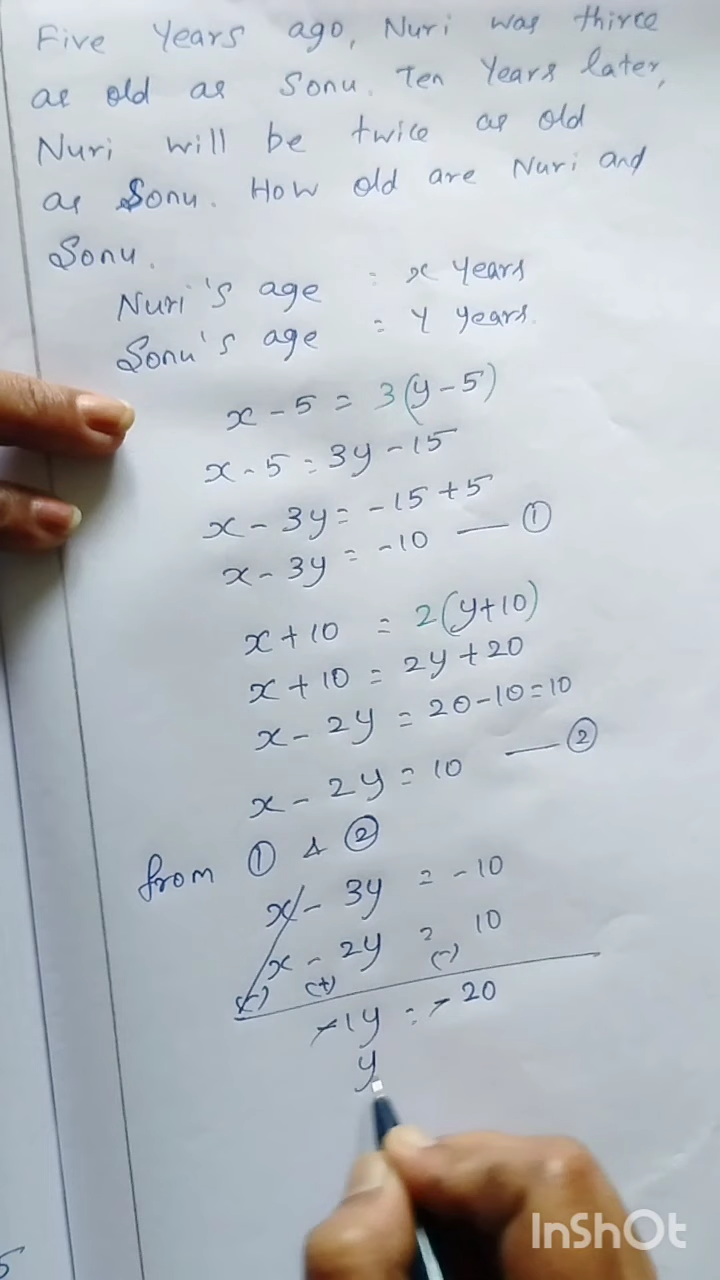 Five Years ago, Nuri was thirce
as old as Sonu. Ten Years later,
Nuri will be twice as old
as Sonu. How old are Nuri and
Sonu.
Nuri's age = x years
Sonu's age = y years.
x - 5 = 3(y - 5)
x - 5 = 3y - 15
x - 3y = -15 + 5
x - 3y = -10 — ①
x + 10 = 2(y + 10)
x + 10 = 2y + 20
x - 2y = 20 - 10 = 10
x - 2y = 10 — ②
from ① & ②
x - 3y = -10
x - 2y = 10
(-) (+) (-)
-1y = -20
y
5
InShOt